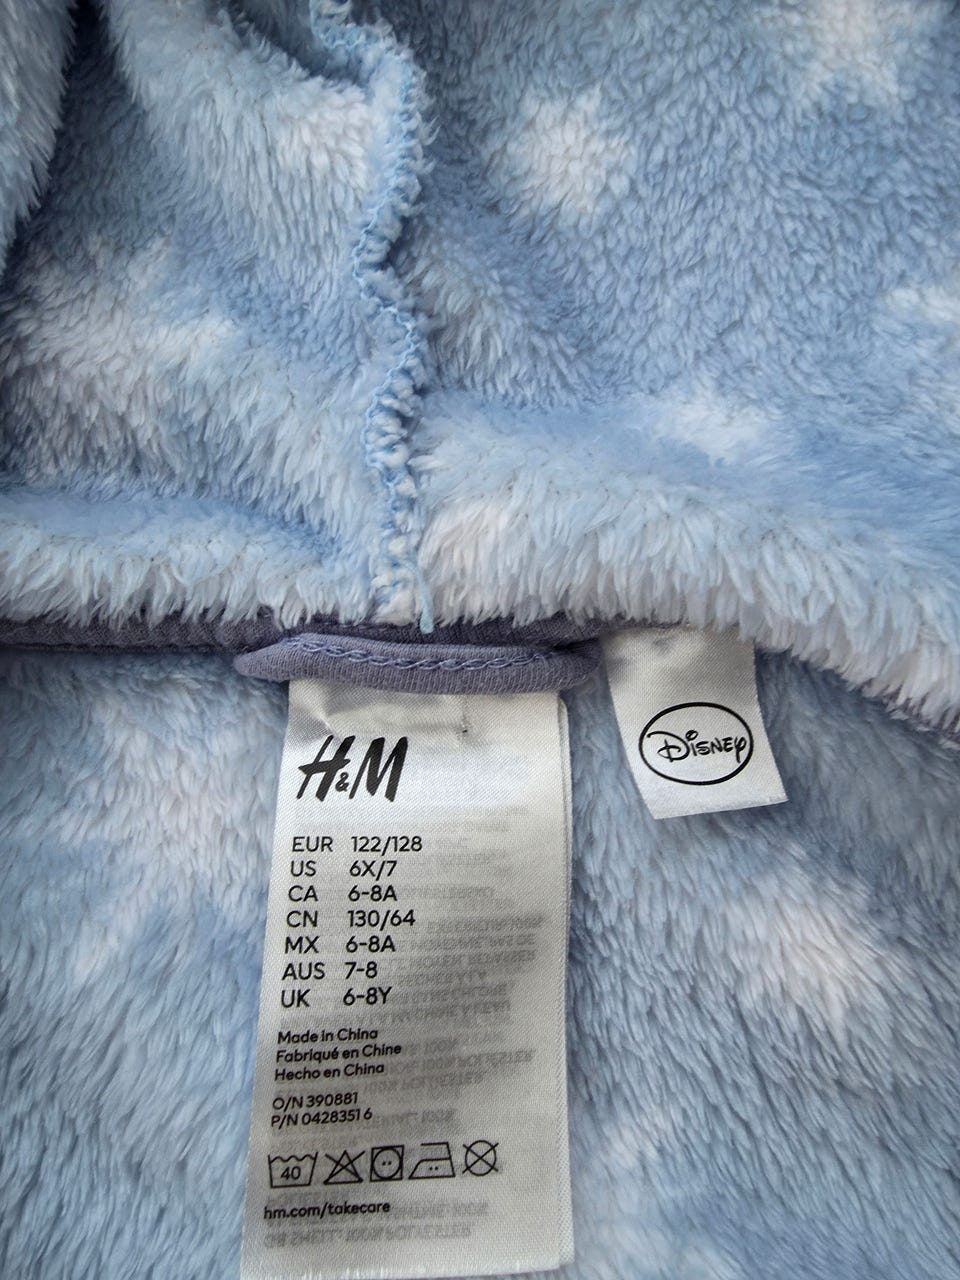 H&M
EUR 122/128
US 6X/7
CA 6-8A
CN 130/64
MX 6-8A
AUS 7-8
UK 6-8Y
Made in China
Fabriqué en Chine
Hecho en China
O/N 390881
P/N 04283516
40
hm.com/takecare
Disney